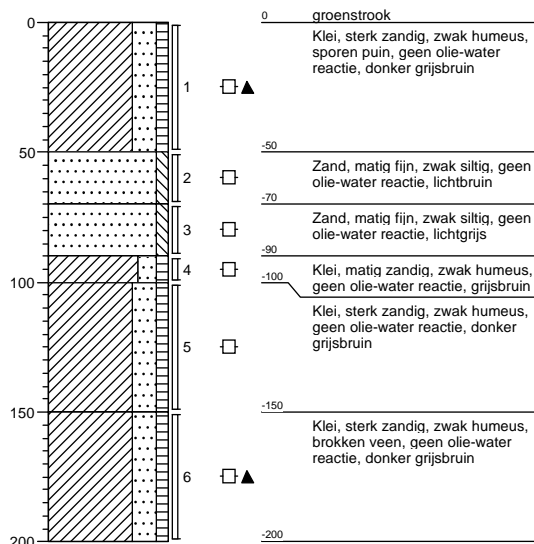 0
50
100
150
200
1
2
3
4
5
6
0 groenstrook
Klei, sterk zandig, zwak humeus,
sporen puin, geen olie-water
reactie, donker grijsbruin
-50
Zand, matig fijn, zwak siltig, geen
olie-water reactie, lichtbruin
-70
Zand, matig fijn, zwak siltig, geen
olie-water reactie, lichtgrijs
-90
Klei, matig zandig, zwak humeus,
geen olie-water reactie, grijsbruin
-100
Klei, sterk zandig, zwak humeus,
geen olie-water reactie, donker
grijsbruin
-150
Klei, sterk zandig, zwak humeus,
brokken veen, geen olie-water
reactie, donker grijsbruin
-200